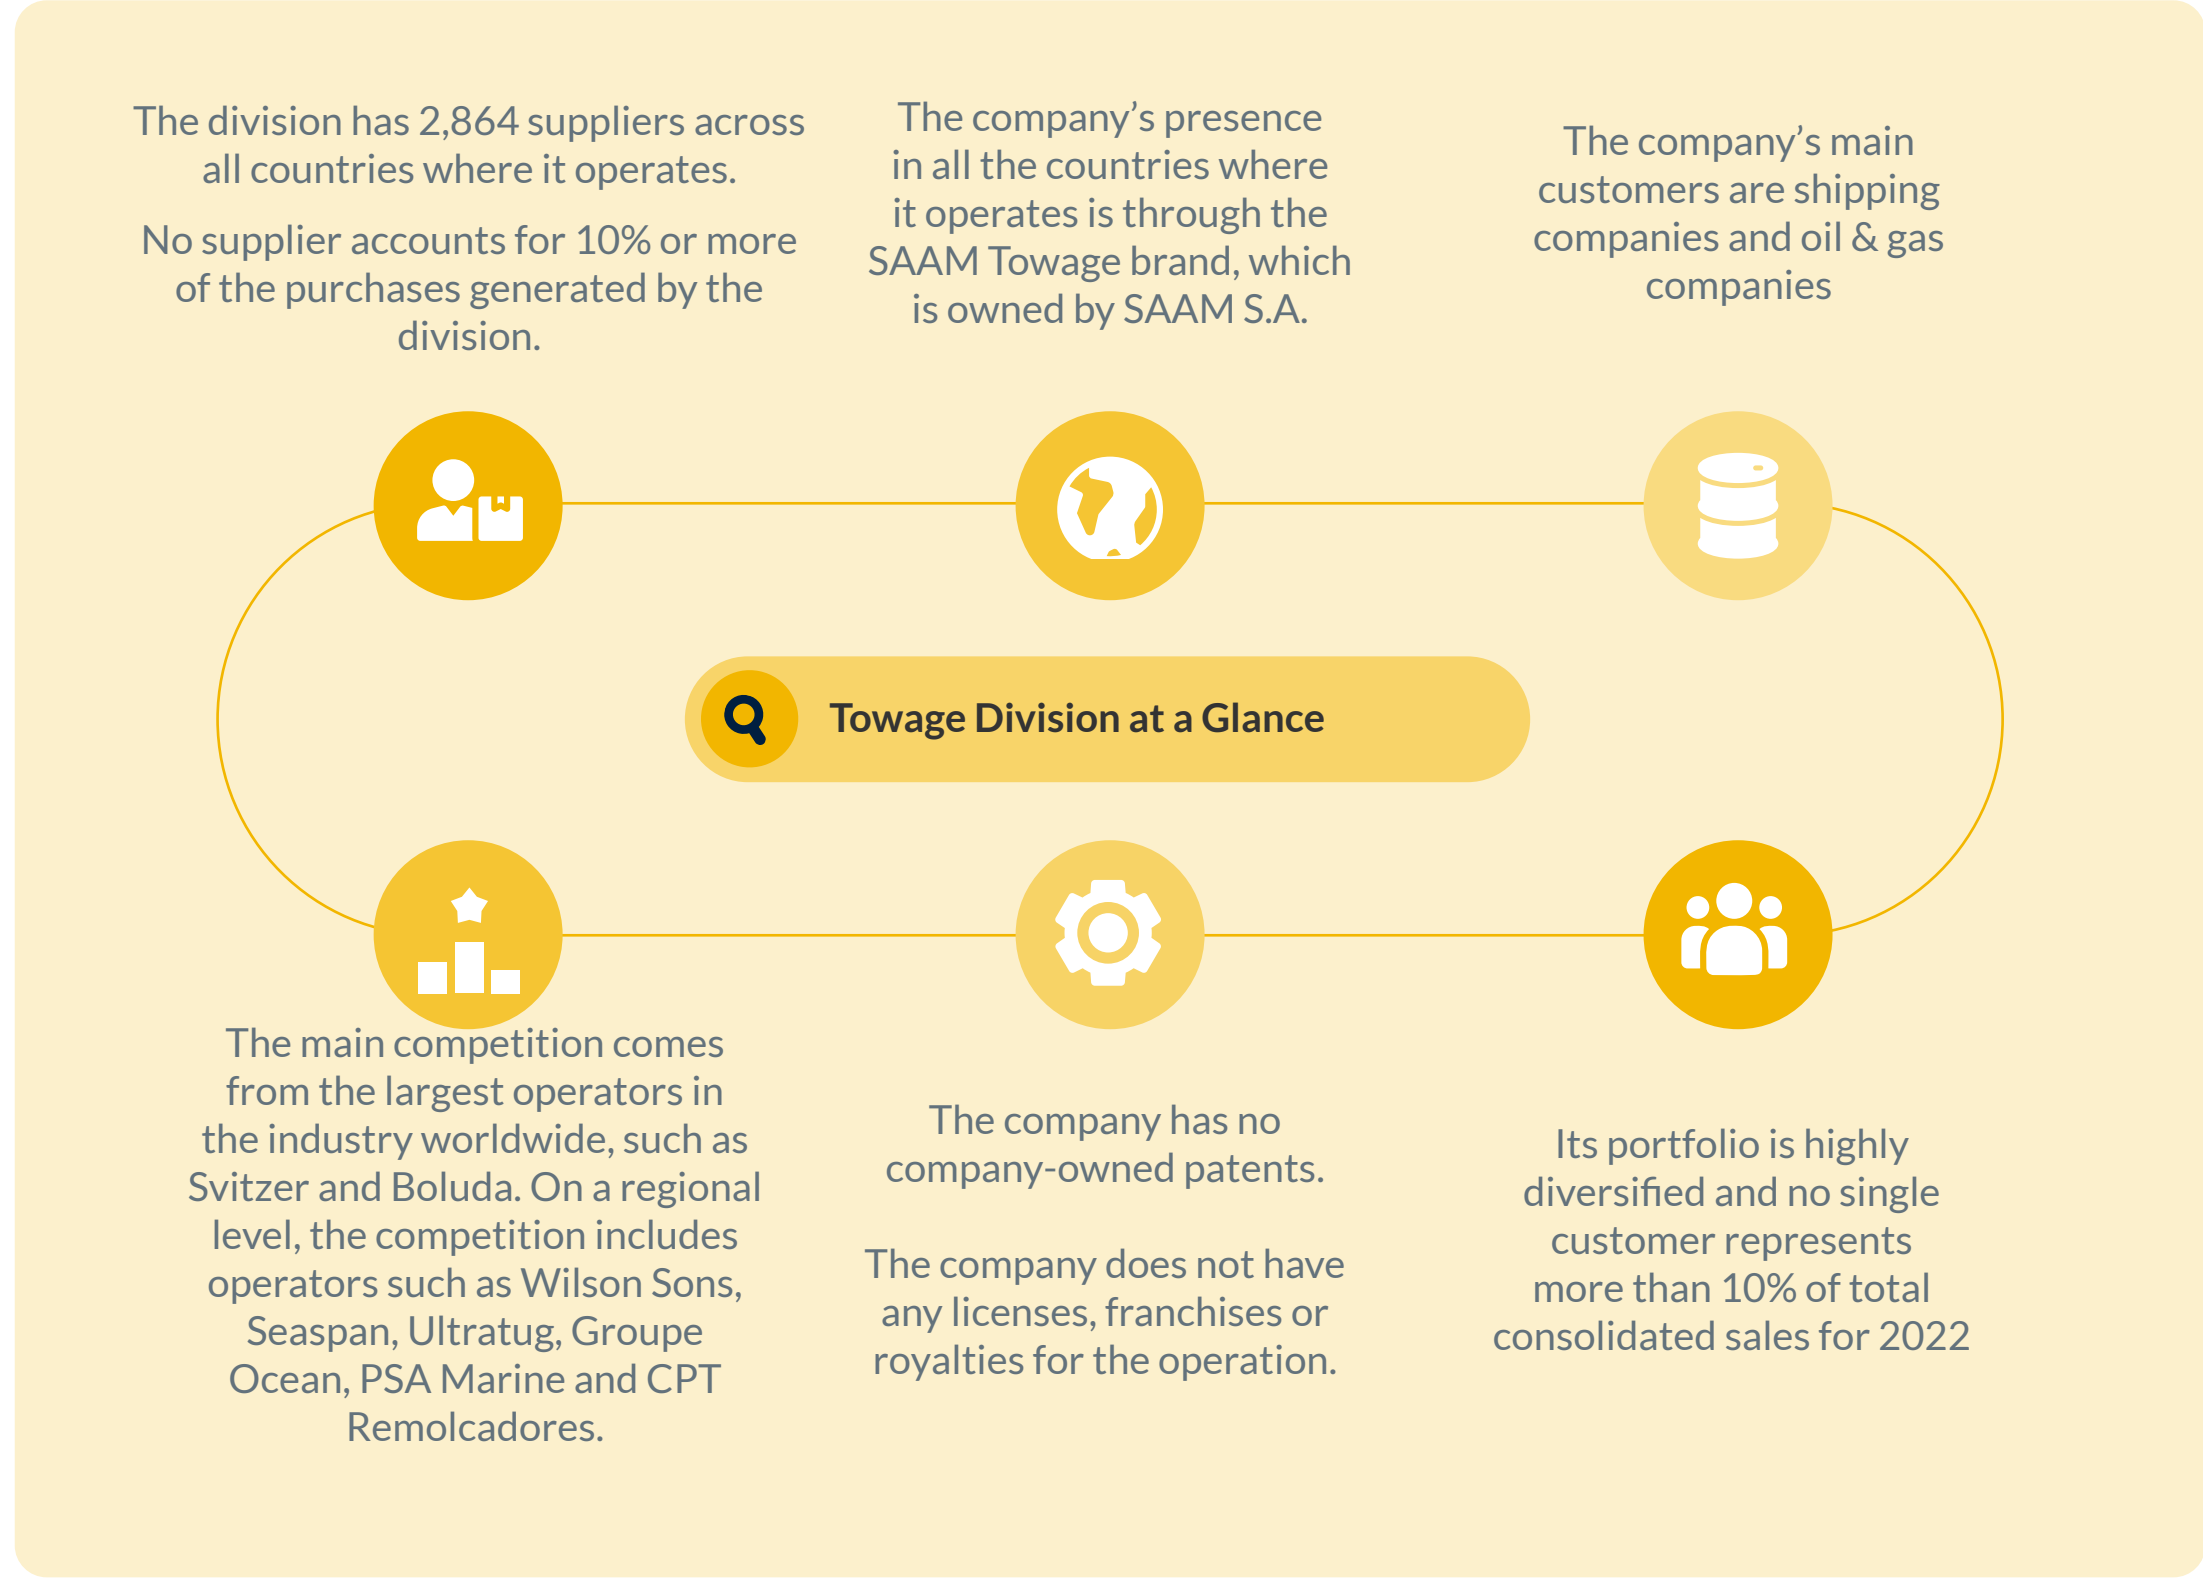 The division has 2,864 suppliers across
all countries where it operates.
No supplier accounts for 10% or more
of the purchases generated by the
division.
The company’s presence
in all the countries where
it operates is through the
SAAM Towage brand, which
is owned by SAAM S.A.
The company’s main
customers are shipping
companies and oil & gas
companies
Towage Division at a Glance
The main competition comes
from the largest operators in
the industry worldwide, such as
Svitzer and Boluda. On a regional
level, the competition includes
operators such as Wilson Sons,
Seaspan, Ultratug, Groupe
Ocean, PSA Marine and CPT
Remolcadores.
The company has no
company-owned patents.
The company does not have
any licenses, franchises or
royalties for the operation.
Its portfolio is highly
diversified and no single
customer represents
more than 10% of total
consolidated sales for 2022